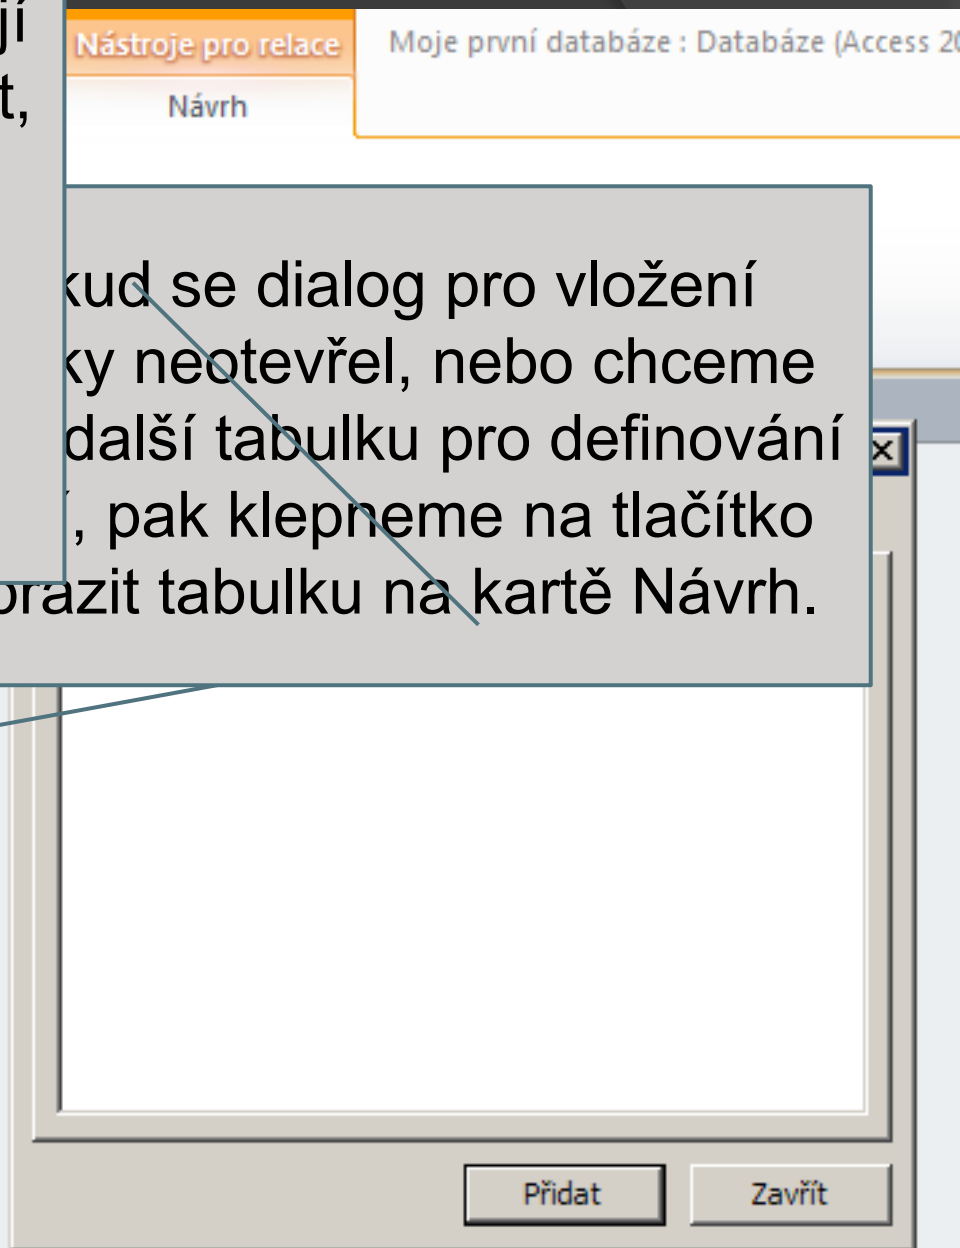 jí
t,
Nástroje pro relace
Moje první databáze : Databáze (Access 20
Návrh
kud se dialog pro vložení
ky neotevřel, nebo chceme
další tabulku pro definování
, pak klepneme na tlačítko
razit tabulku na kartě Návrh.
Přidat
Zavřít